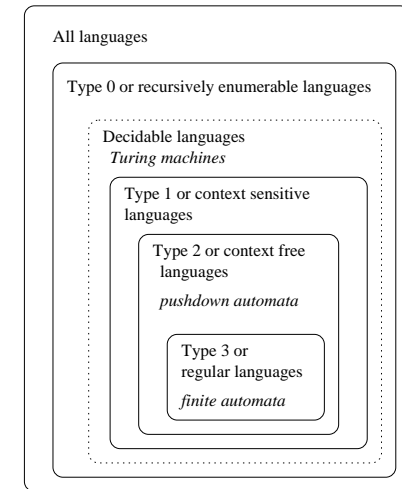 All languages
Type 0 or recursively enumerable languages
Decidable languages
Turing machines
Type 1 or context sensitive
languages
Type 2 or context free
languages
pushdown automata
Type 3 or
regular languages
finite automata